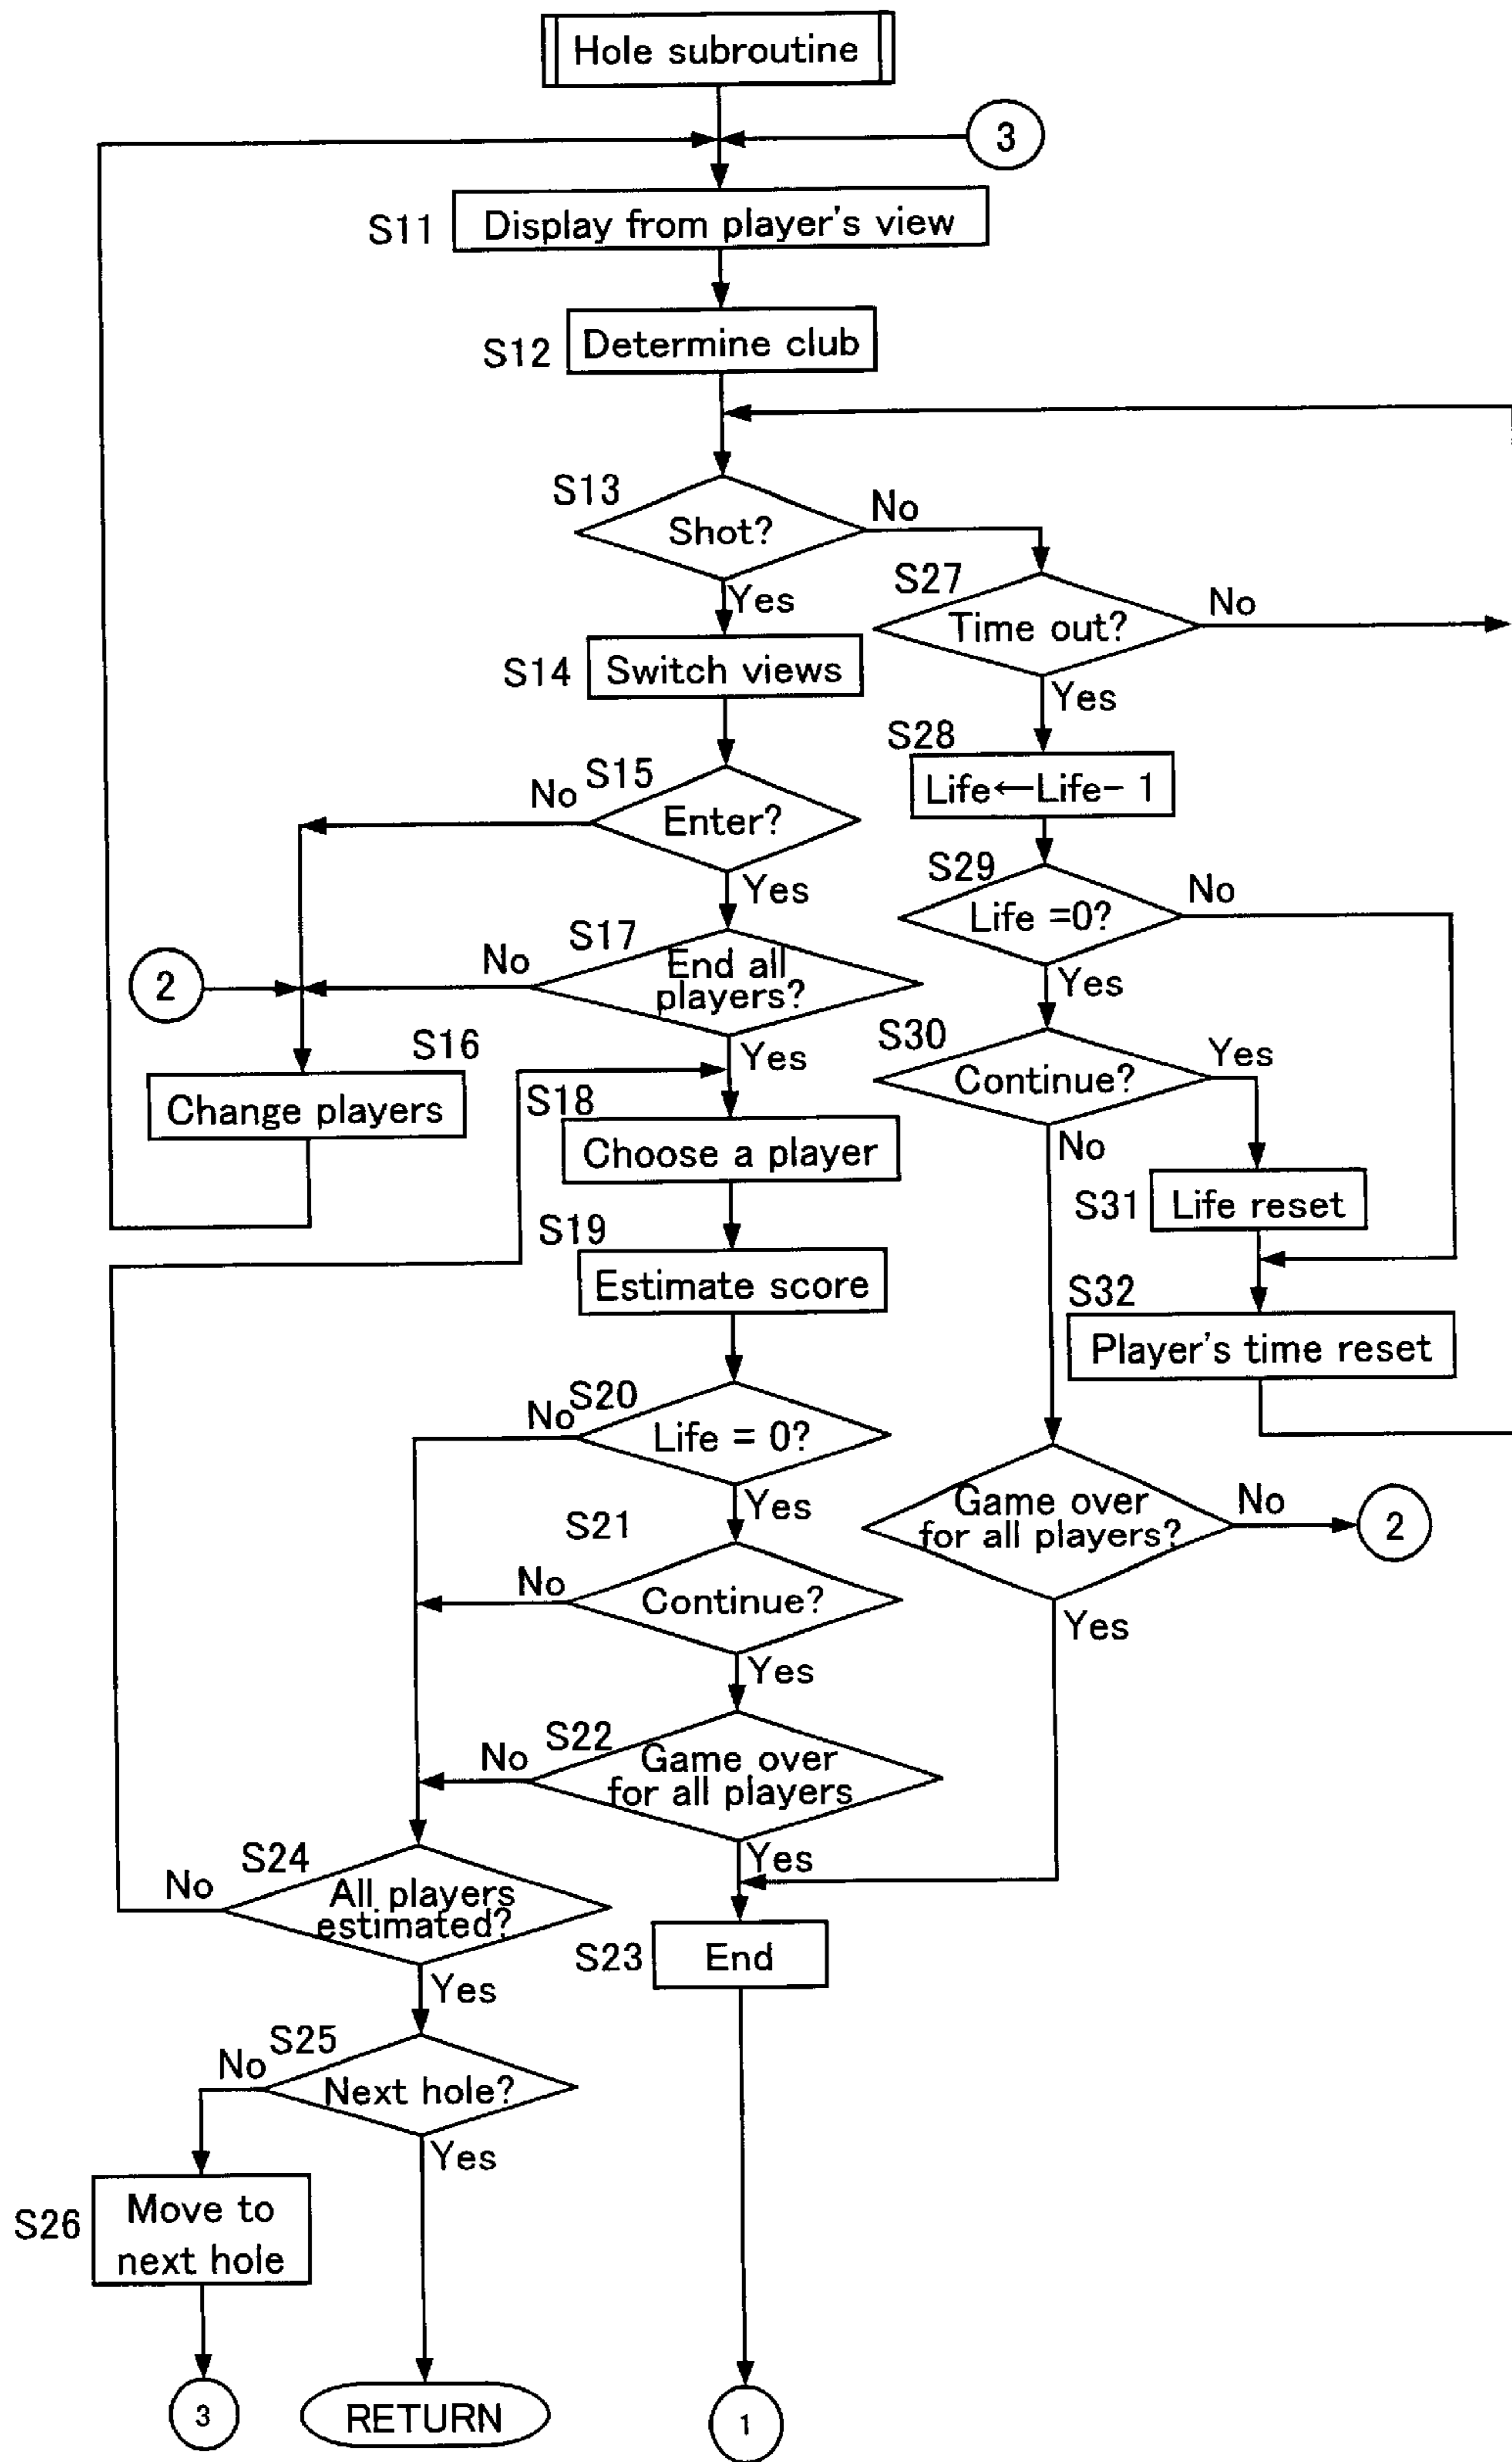 Hole subroutine
3
S11
Display from player's view
S12
Determine club
S13
Shot?
No
Yes
S27
Time out?
No
Yes
S14
Switch views
S28
Life←Life- 1
S15
Enter?
No
Yes
S29
Life =0?
No
Yes
S17
End all
players?
No
Yes
2
S16
Change players
S30
Continue?
Yes
No
S18
Choose a player
S31
Life reset
S19
Estimate score
S32
Player's time reset
S20
Life = 0?
No
Yes
Game over
for all players?
No
2
Yes
S21
Continue?
No
Yes
S22
Game over
for all players
No
Yes
S24
All players
estimated?
No
Yes
S23
End
S25
Next hole?
No
Yes
S26
Move to
next hole
3
RETURN
1